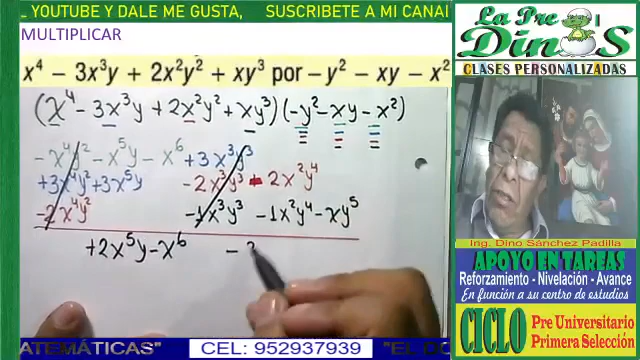 L YOUTUBE Y DALE ME GUSTA, SUSCRIBETE A MI CANAL
MULTIPLICAR
x⁴ − 3x³y + 2x²y² + xy³ por − y² − xy − x²
(x⁴ - 3x³y + 2x²y² + xy³)(-y² - xy - x²)
-x⁴y² - x⁵y - x⁶ + 3x³y³
+3x⁴y² + 3x⁵y -2x³y³ - 2x²y⁴
-2x⁴y² -1x³y³ - 1x²y⁴ - xy⁵
+2x⁵y - x⁶ -
La Pre
Dino S
CLASES PERSONALIZADAS
Ing. Dino Sánchez Padilla
APOYO EN TAREAS
Reforzamiento - Nivelación - Avance
En función a su centro de estudios
CICLO Pre Universitario
Primera Selección
ATEMÁTICAS" CEL: 952937939 "EL DO